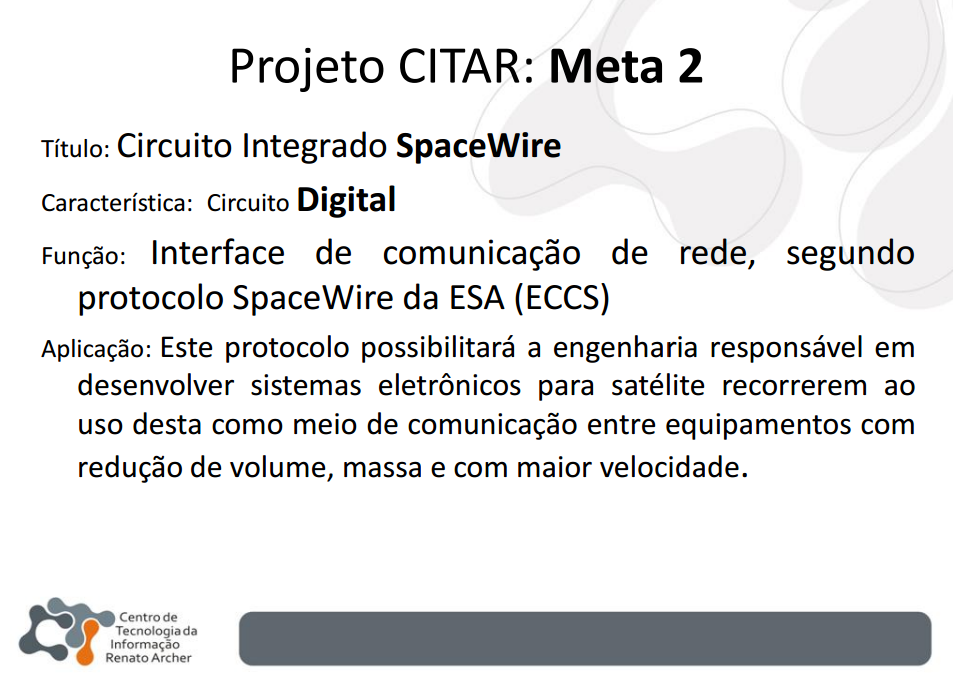 Projeto CITAR: Meta 2
Título: Circuito Integrado SpaceWire
Característica: Circuito Digital
Função: Interface de comunicação de rede, segundo
protocolo SpaceWire da ESA (ECCS)
Aplicação: Este protocolo possibilitará a engenharia responsável em
desenvolver sistemas eletrônicos para satélite recorrerem ao
uso desta como meio de comunicação entre equipamentos com
redução de volume, massa e com maior velocidade.
Centro de
Tecnologia da
Informação
Renato Archer